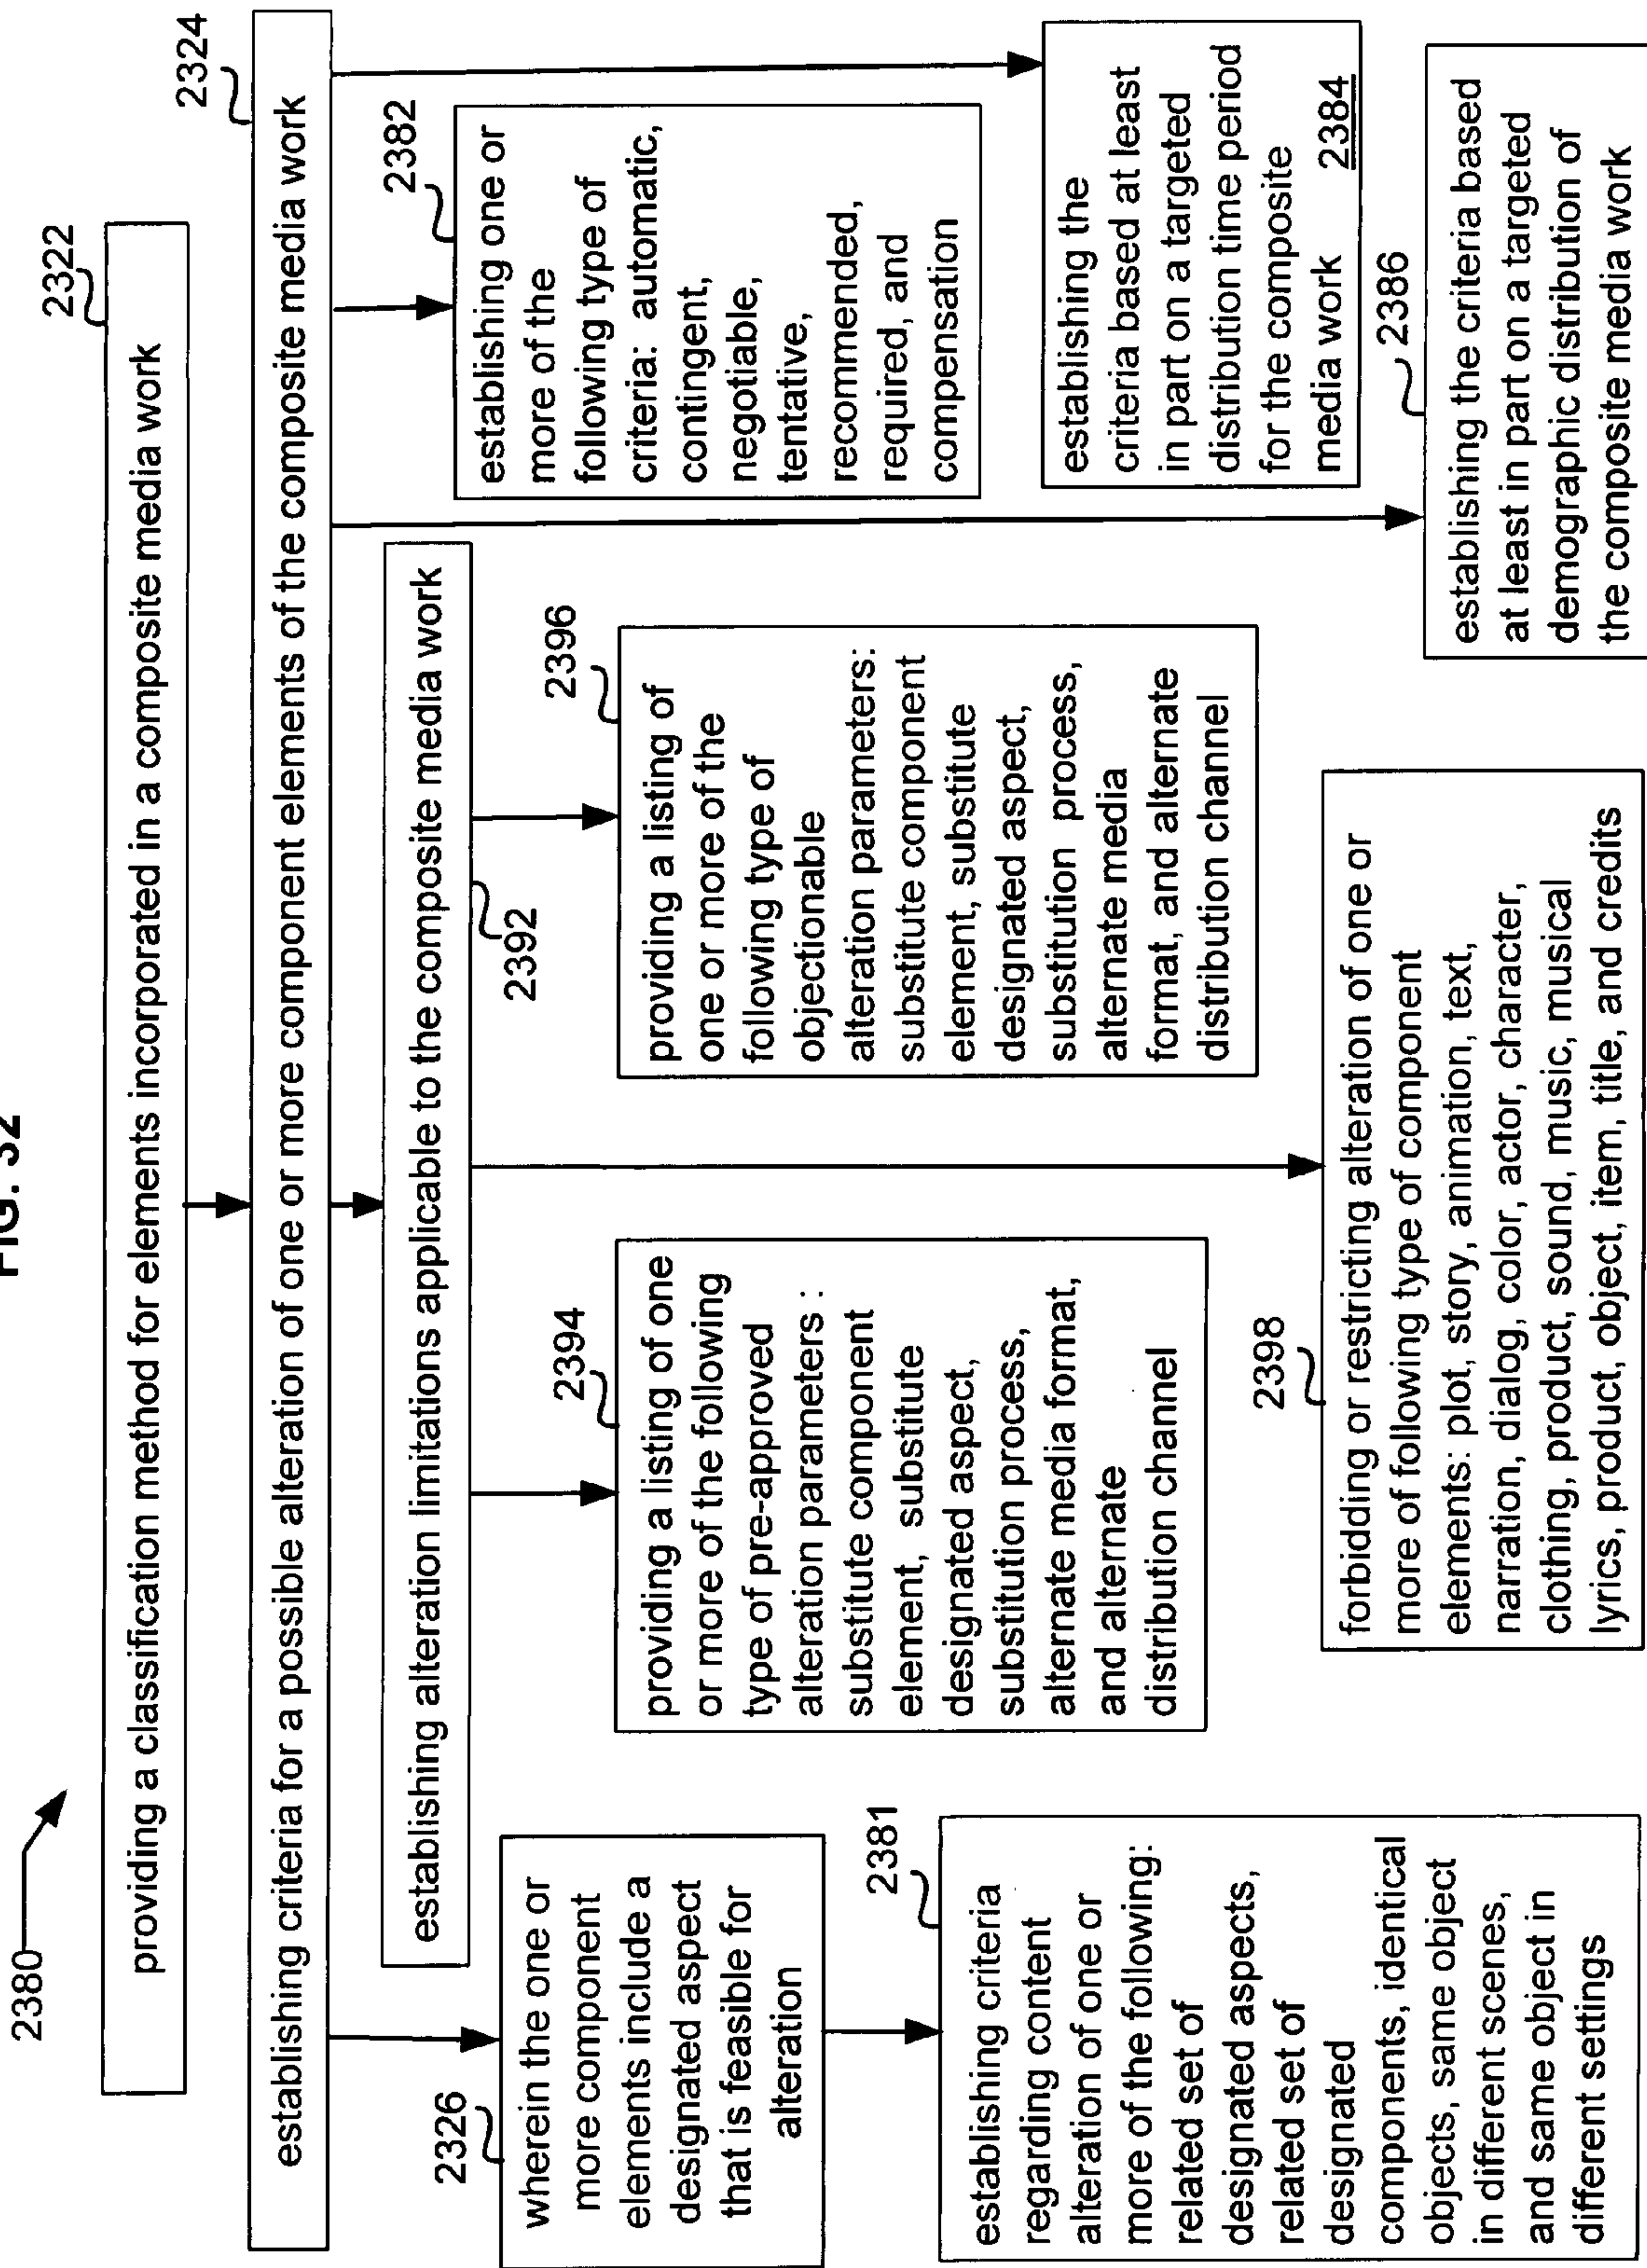 FIG. 32
2380
2322
providing a classification method for elements incorporated in a composite media work
2324
establishing criteria for a possible alteration of one or more component elements of the composite media work
2392
establishing alteration limitations applicable to the composite media work
2326
wherein the one or
more component
elements include a
designated aspect
that is feasible for
alteration
2381
establishing criteria
regarding content
alteration of one or
more of the following:
related set of
designated aspects,
related set of
designated
components, identical
objects, same object
in different scenes,
and same object in
different settings
2394
providing a listing of one
or more of the following
type of pre-approved
alteration parameters :
substitute component
element, substitute
designated aspect,
substitution process,
alternate media format,
and alternate
distribution channel
2396
providing a listing of
one or more of the
following type of
objectionable
alteration parameters:
substitute component
element, substitute
designated aspect,
substitution process,
alternate media
format, and alternate
distribution channel
2398
forbidding or restricting alteration of one or
more of following type of component
elements: plot, story, animation, text,
narration, dialog, color, actor, character,
clothing, product, sound, music, musical
lyrics, product, object, item, title, and credits
2382
establishing one or
more of the
following type of
criteria: automatic,
contingent,
negotiable,
tentative,
recommended,
required, and
compensation
establishing the
criteria based at least
in part on a targeted
distribution time period
for the composite
media work 2384
2386
establishing the criteria based
at least in part on a targeted
demographic distribution of
the composite media work